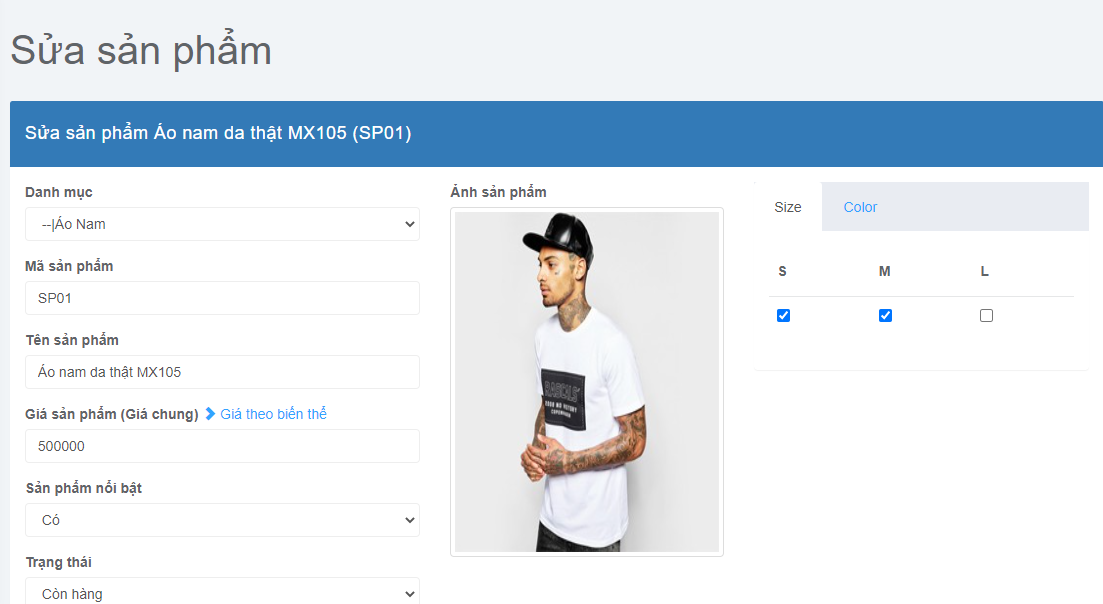 Sửa sản phẩm
Sửa sản phẩm Áo nam da thật MX105 (SP01)
Danh mục
--|Áo Nam
Mã sản phẩm
SP01
Tên sản phẩm
Áo nam da thật MX105
Giá sản phẩm (Giá chung) Giá theo biến thể
500000
Sản phẩm nổi bật
Có
Trạng thái
Còn hàng
Ảnh sản phẩm
RASCALS
Size Color
S M L